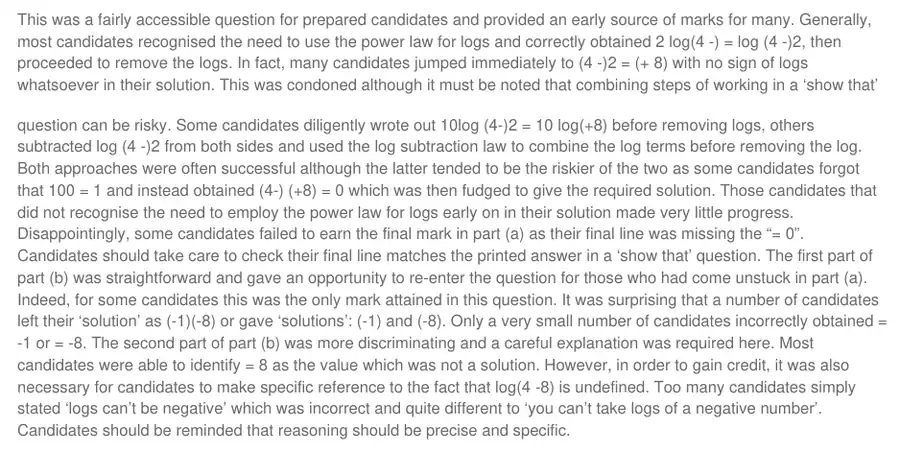 This was a fairly accessible question for prepared candidates and provided an early source of marks for many. Generally,
most candidates recognised the need to use the power law for logs and correctly obtained 2 log(4 -) = log (4 -)2, then
proceeded to remove the logs. In fact, many candidates jumped immediately to (4 -)2 = (+ 8) with no sign of logs
whatsoever in their solution. This was condoned although it must be noted that combining steps of working in a ‘show that’
question can be risky. Some candidates diligently wrote out 10log (4-)2 = 10 log(+8) before removing logs, others
subtracted log (4 -)2 from both sides and used the log subtraction law to combine the log terms before removing the log.
Both approaches were often successful although the latter tended to be the riskier of the two as some candidates forgot
that 100 = 1 and instead obtained (4-) (+8) = 0 which was then fudged to give the required solution. Those candidates that
did not recognise the need to employ the power law for logs early on in their solution made very little progress.
Disappointingly, some candidates failed to earn the final mark in part (a) as their final line was missing the “= 0”.
Candidates should take care to check their final line matches the printed answer in a ‘show that’ question. The first part of
part (b) was straightforward and gave an opportunity to re-enter the question for those who had come unstuck in part (a).
Indeed, for some candidates this was the only mark attained in this question. It was surprising that a number of candidates
left their ‘solution’ as (-1)(-8) or gave ‘solutions’: (-1) and (-8). Only a very small number of candidates incorrectly obtained =
-1 or = -8. The second part of part (b) was more discriminating and a careful explanation was required here. Most
candidates were able to identify = 8 as the value which was not a solution. However, in order to gain credit, it was also
necessary for candidates to make specific reference to the fact that log(4 -8) is undefined. Too many candidates simply
stated ‘logs can’t be negative’ which was incorrect and quite different to ‘you can’t take logs of a negative number’.
Candidates should be reminded that reasoning should be precise and specific.